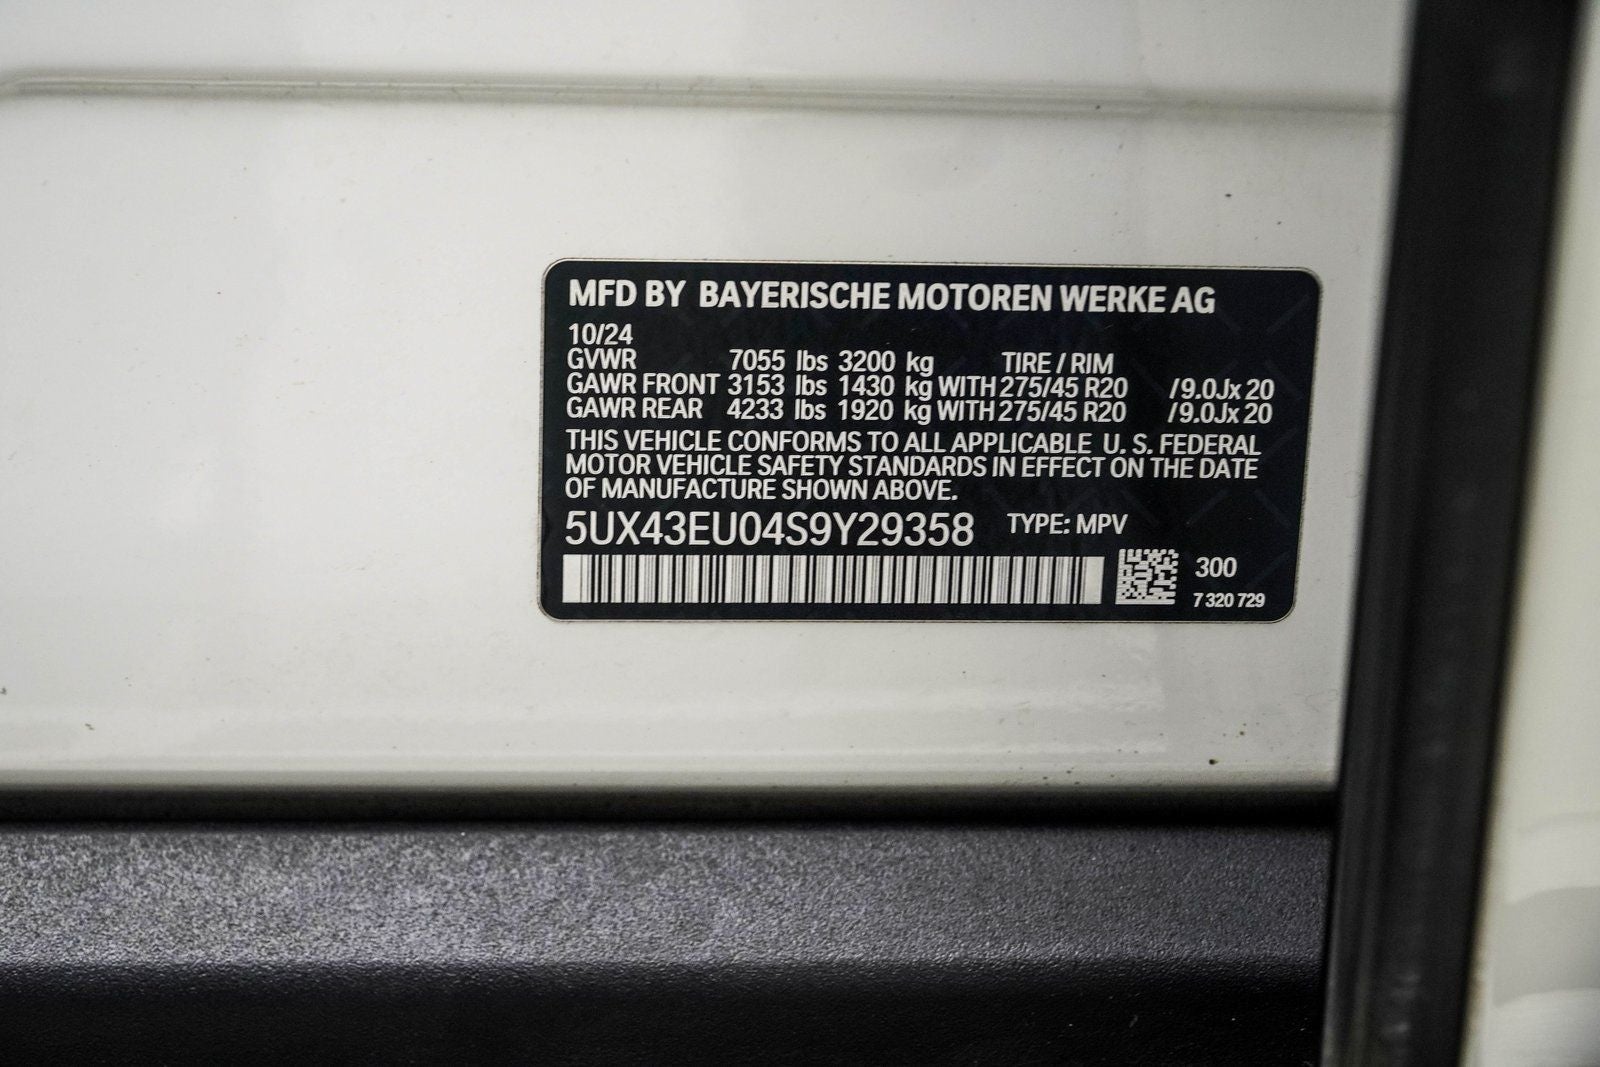 MFD BY BAYERISCHE MOTOREN WERKE AG
10/24
GVWR 7055 lbs 3200 kg TIRE / RIM
GAWR FRONT 3153 lbs 1430 kg WITH 275/45 R20 /9.0Jx 20
GAWR REAR 4233 lbs 1920 kg WITH 275/45 R20 /9.0Jx 20
THIS VEHICLE CONFORMS TO ALL APPLICABLE U. S. FEDERAL
MOTOR VEHICLE SAFETY STANDARDS IN EFFECT ON THE DATE
OF MANUFACTURE SHOWN ABOVE.
5UX43EU04S9Y29358 TYPE: MPV
300
7 320 729